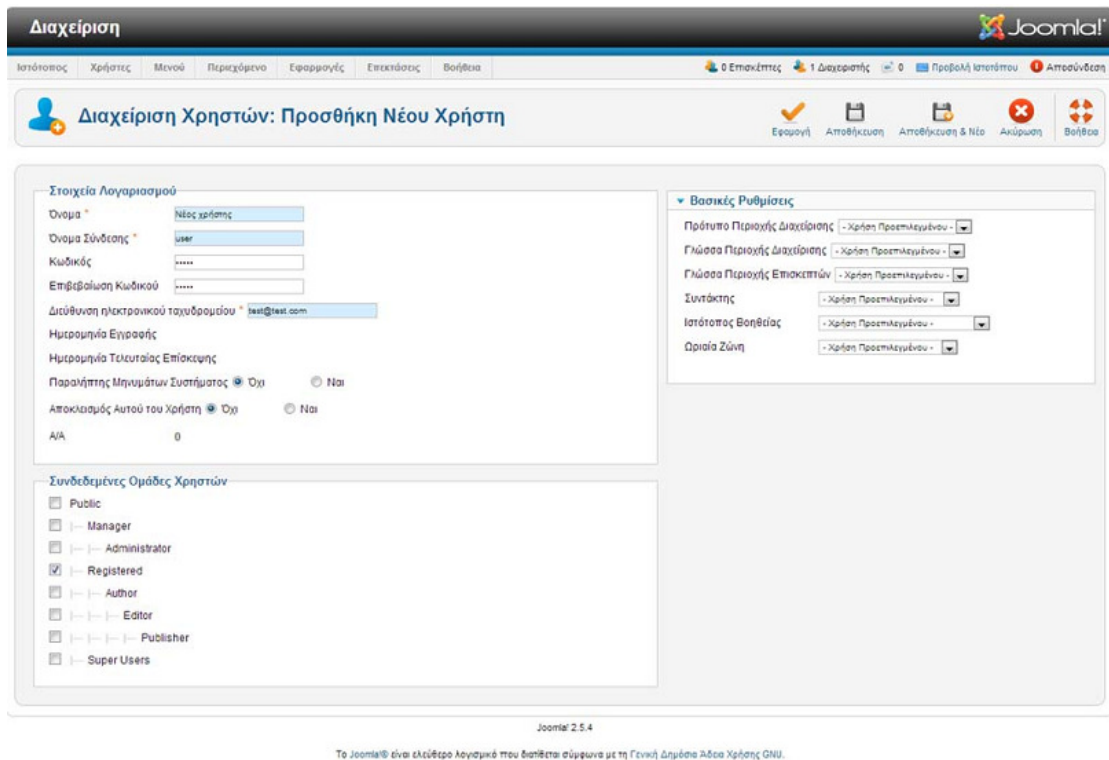 Διαχείριση
Joomla!
Ιστότοπος Χρήστες Μενού Περιεχόμενο Εφαρμογές Επεκτάσεις Βοήθεια 0 Επισκέπτες 1 Διαχειριστής 0 Προβολή Ιστοτόπου Αποσύνδεση
Διαχείριση Χρηστών: Προσθήκη Νέου Χρήστη
Εφαρμογή Αποθήκευση Αποθήκευση & Νέο Ακύρωση Βοήθεια
Στοιχεία Λογαριασμού
Όνομα * Νέος χρήστης
Όνομα Σύνδεσης * user
Κωδικός •••••
Επιβεβαίωση Κωδικού •••••
Διεύθυνση ηλεκτρονικού ταχυδρομείου * test@test.com
Ημερομηνία Εγγραφής
Ημερομηνία Τελευταίας Επίσκεψης
Παραλήπτης Μηνυμάτων Συστήματος Όχι Ναι
Αποκλεισμός Αυτού του Χρήστη Όχι Ναι
Α/Α 0
Βασικές Ρυθμίσεις
Πρότυπο Περιοχής Διαχείρισης - Χρήση Προεπιλεγμένου -
Γλώσσα Περιοχής Διαχείρισης - Χρήση Προεπιλεγμένου -
Γλώσσα Περιοχής Επισκεπτών - Χρήση Προεπιλεγμένου -
Συντάκτης - Χρήση Προεπιλεγμένου -
Ιστότοπος Βοηθείας - Χρήση Προεπιλεγμένου -
Ωριαία Ζώνη - Χρήση Προεπιλεγμένου -
Συνδεδεμένες Ομάδες Χρηστών
Public
|— Manager
|— |— Administrator
|— Registered
|— |— Author
|— |— |— Editor
|— |— |— |— Publisher
|— Super Users
Joomla! 2.5.4
Το Joomla!® είναι ελεύθερο λογισμικό που διατίθεται σύμφωνα με τη Γενική Δημόσια Άδεια Χρήσης GNU.